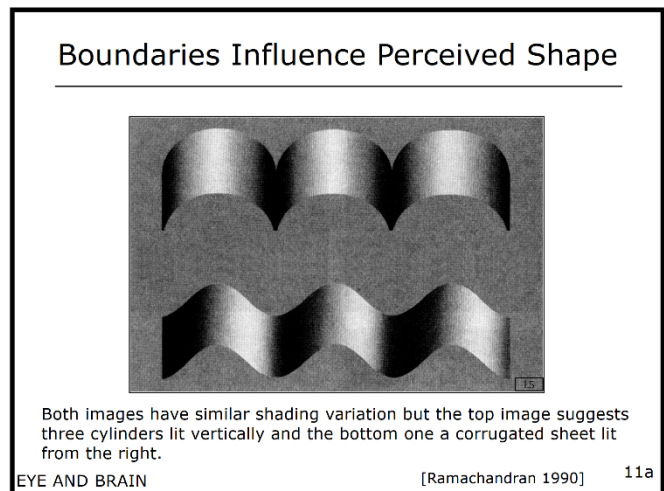 Boundaries Influence Perceived Shape
15
Both images have similar shading variation but the top image suggests
three cylinders lit vertically and the bottom one a corrugated sheet lit
from the right.
EYE AND BRAIN
[Ramachandran 1990]
11a